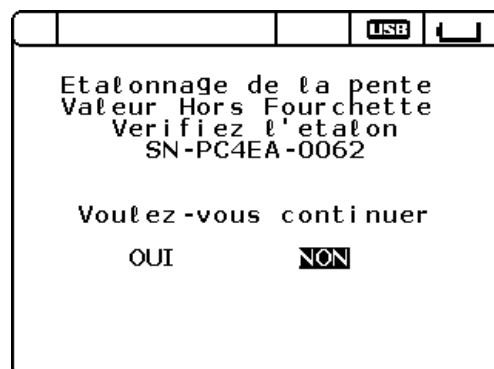 USB
Etalonnage de la pente
Valeur Hors Fourchette
Verifiez l'etalon
SN-PC4EA-0062
Voulez-vous continuer
OUI NON